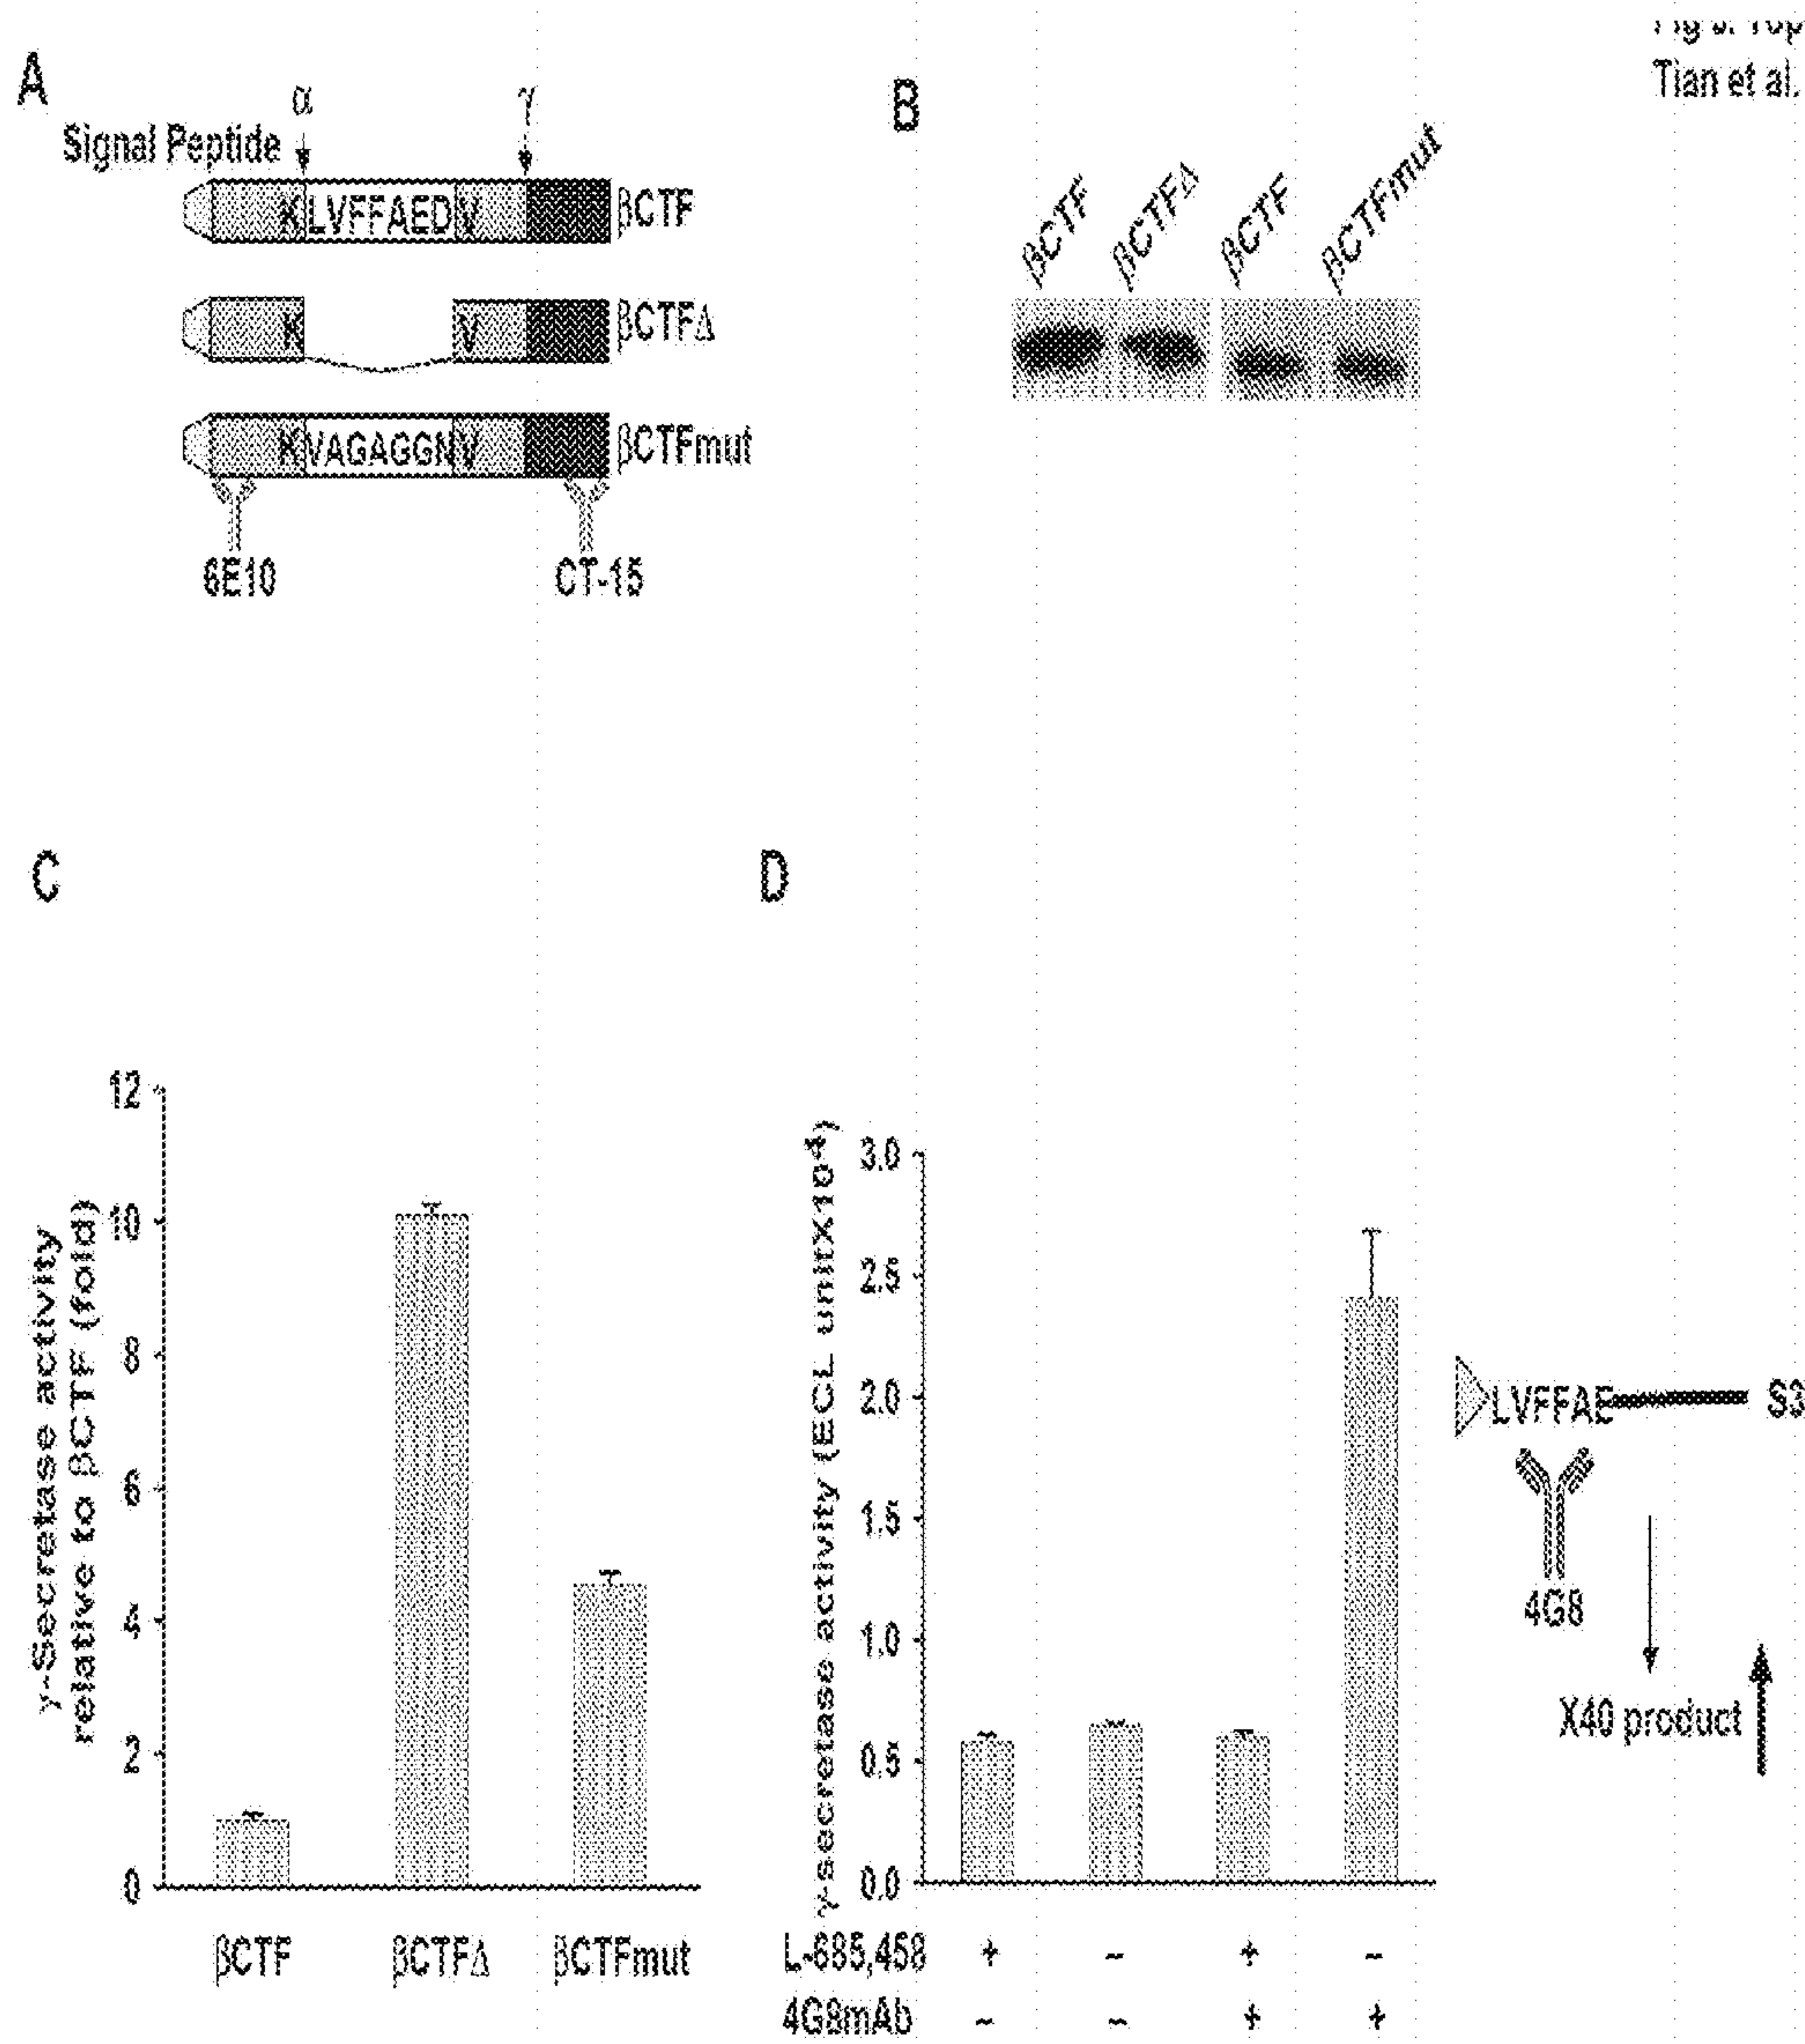 Tian et al.
A
α
γ
Signal Peptide
KLVFFAEDV
βCTF
K
V
βCTFΔ
KVAGAGGNV
βCTFmut
6E10
CT-15
B
βCTF
βCTFΔ
βCTF
βCTFmut
C
γ-Secretase activity
relative to βCTF (fold)
12
10
8
6
4
2
0
βCTF
βCTFΔ
βCTFmut
D
γ-secretase activity (ECL unitX10⁴)
3.0
2.5
2.0
1.5
1.0
0.5
0.0
L-685,458 + - + -
4G8mAb - - + +
LVFFAE
S3
4G8
X40 product